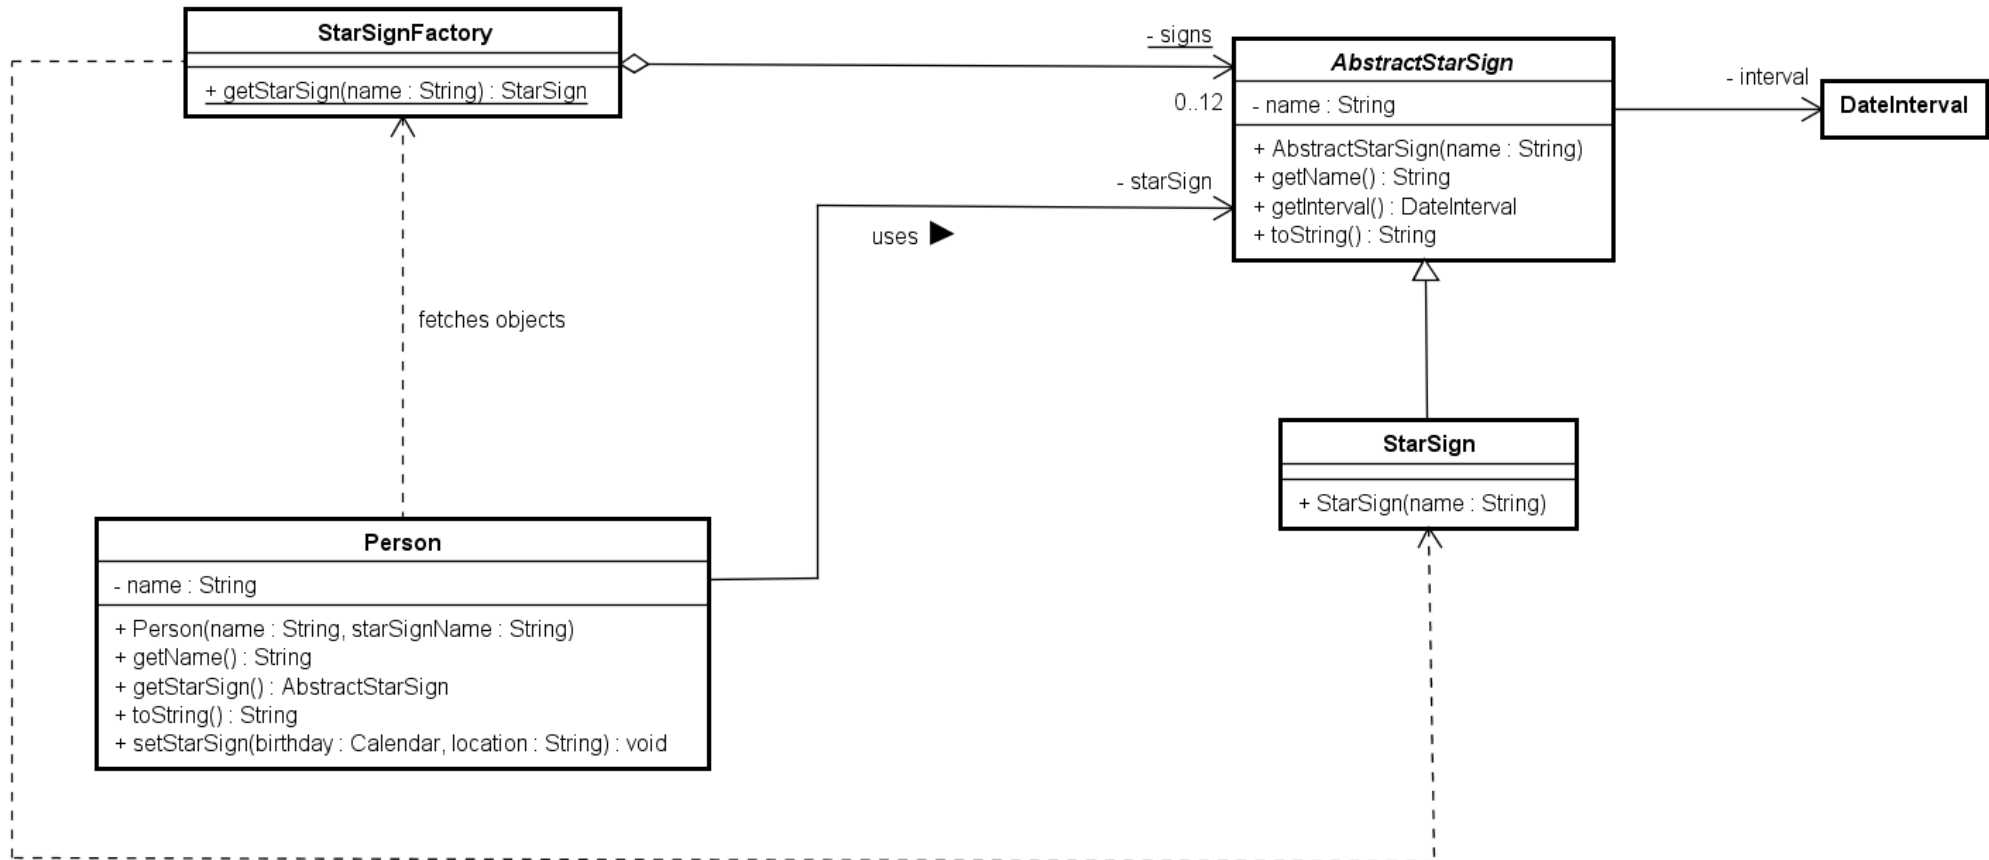 StarSignFactory
+ getStarSign(name : String) : StarSign
- signs
0..12
AbstractStarSign
- name : String
+ AbstractStarSign(name : String)
+ getName() : String
+ getInterval() : DateInterval
+ toString() : String
- interval
DateInterval
- starSign
uses
fetches objects
StarSign
+ StarSign(name : String)
Person
- name : String
+ Person(name : String, starSignName : String)
+ getName() : String
+ getStarSign() : AbstractStarSign
+ toString() : String
+ setStarSign(birthday : Calendar, location : String) : void